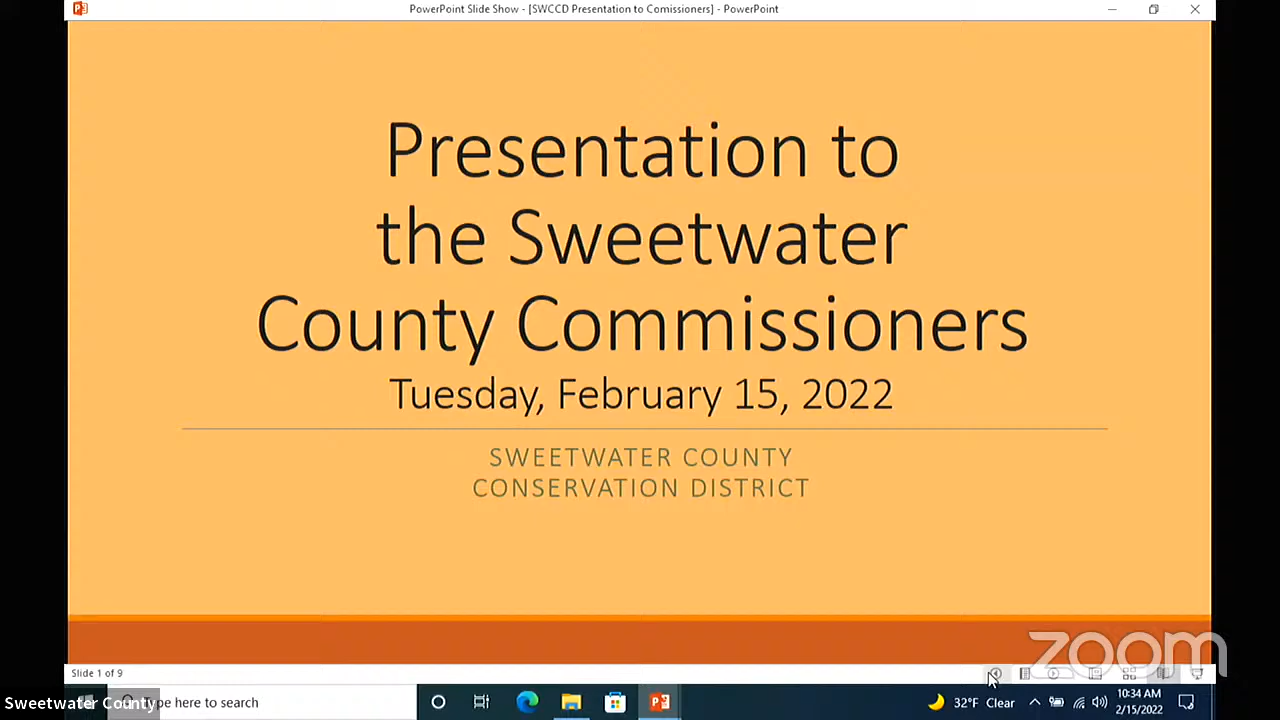 PowerPoint Slide Show - [SWCCD Presentation to Comissioners] - PowerPoint
Presentation to
the Sweetwater
County Commissioners
Tuesday, February 15, 2022
SWEETWATER COUNTY
CONSERVATION DISTRICT
zoom
Slide 1 of 9
Sweetwater County
Type here to search
32°F Clear
10:34 AM
2/15/2022